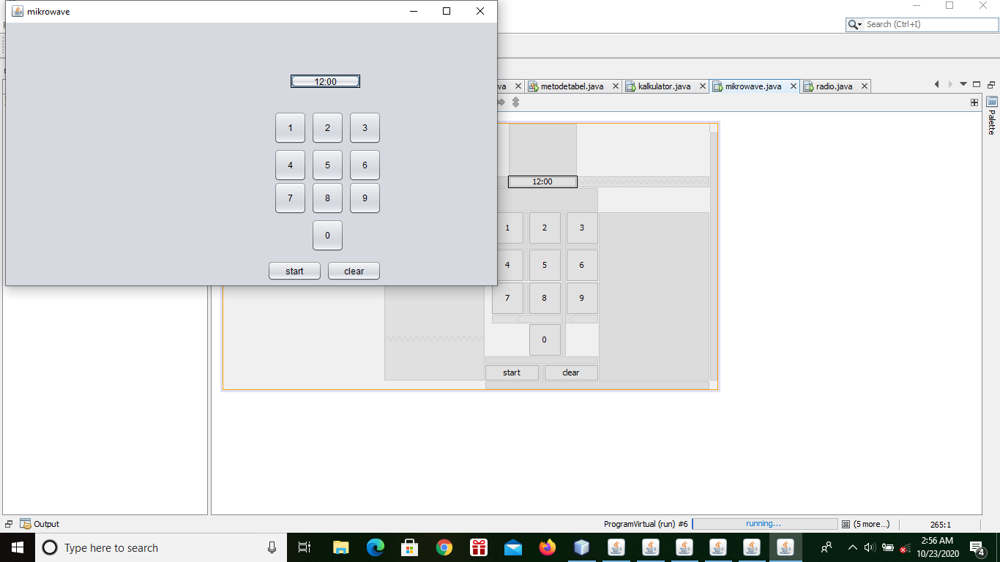 mikrowave
Search (Ctrl+I)
va
metodetabel.java
kalkulator.java
mikrowave.java
radio.java
Palette
12:00
1 2 3
4 5 6
7 8 9
0
start clear
12:00
1 2 3
4 5 6
7 8 9
0
start clear
Output
ProgramVirtual (run) #6
running...
(5 more...)
265:1
Type here to search
2:56 AM
10/23/2020
4